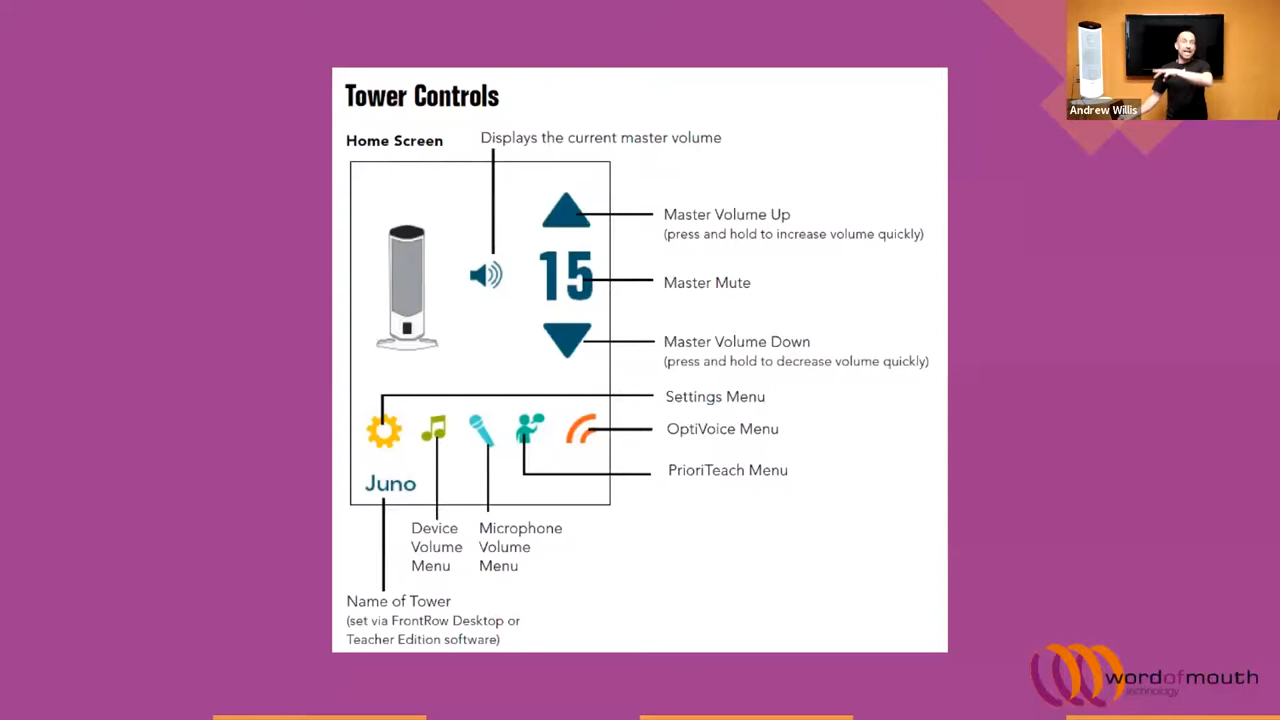 Andrew Willis
Tower Controls
Home Screen
Displays the current master volume
Master Volume Up
(press and hold to increase volume quickly)
15
Master Mute
Master Volume Down
(press and hold to decrease volume quickly)
Settings Menu
OptiVoice Menu
PrioriTeach Menu
Juno
Device
Volume
Menu
Microphone
Volume
Menu
Name of Tower
(set via FrontRow Desktop or
Teacher Edition software)
wordofmouth
technology